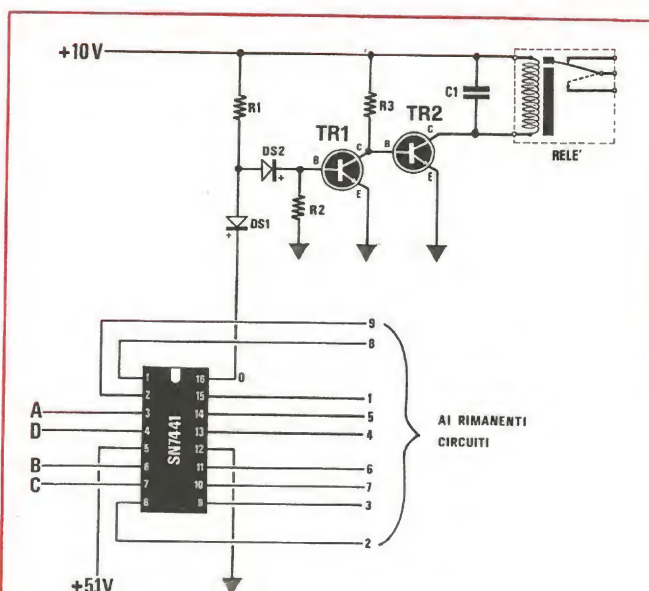 +10V
R1
R3
C1
TR1
TR2
DS2
B
C
E
B
C
E
+
R2
RELE'
DS1
+
9
8
SN7441
1
16
0
2
15
1
A
3
14
5
D
4
13
4
5
12
B
6
11
6
C
7
10
7
8
9
3
2
AI RIMANENTI
CIRCUITI
+5,1V